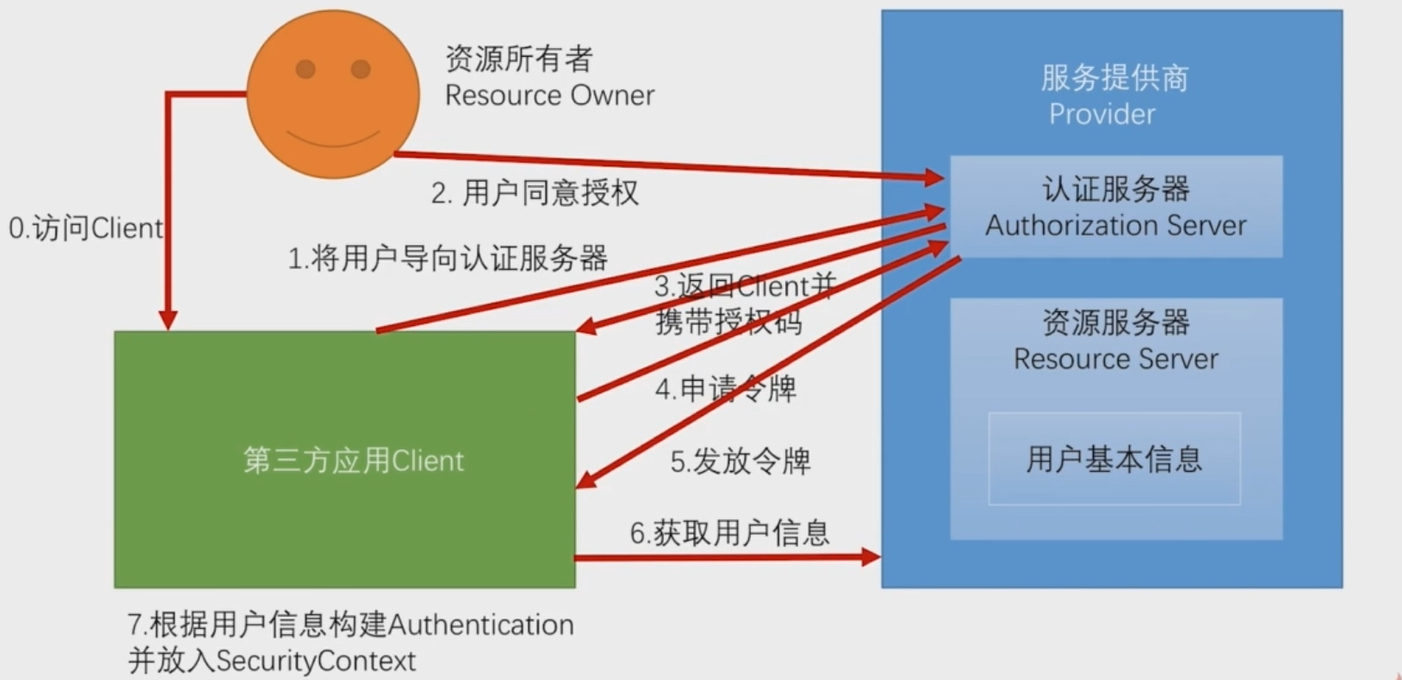 资源所有者
Resource Owner
服务提供商
Provider
认证服务器
Authorization Server
2. 用户同意授权
0.访问Client
1.将用户导向认证服务器
3.返回Client并
携带授权码
资源服务器
Resource Server
4.申请令牌
第三方应用Client
5.发放令牌
用户基本信息
6.获取用户信息
7.根据用户信息构建Authentication
并放入SecurityContext